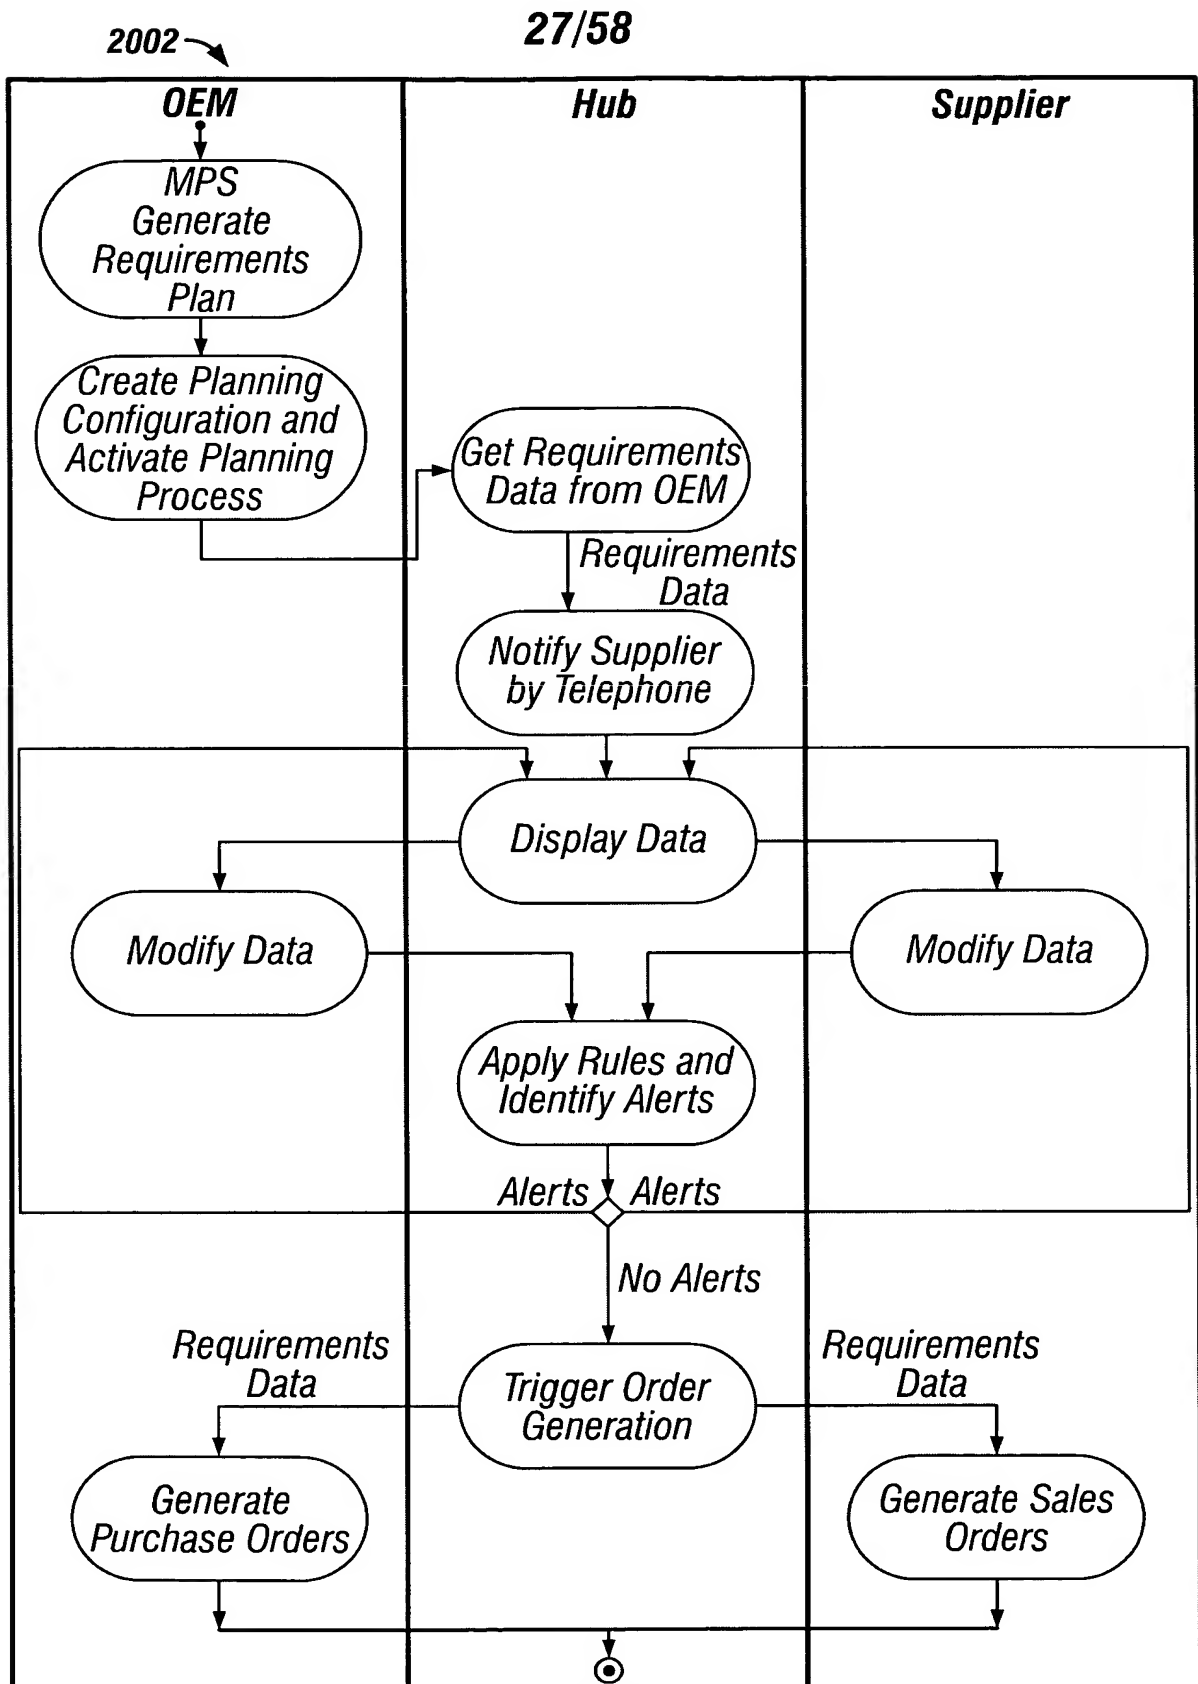 27/58
2002
OEM
Hub
Supplier
MPS
Generate
Requirements
Plan
Create Planning
Configuration and
Activate Planning
Process
Get Requirements
Data from OEM
Requirements
Data
Notify Supplier
by Telephone
Display Data
Modify Data
Modify Data
Apply Rules and
Identify Alerts
Alerts
Alerts
No Alerts
Requirements
Data
Trigger Order
Generation
Requirements
Data
Generate
Purchase Orders
Generate Sales
Orders